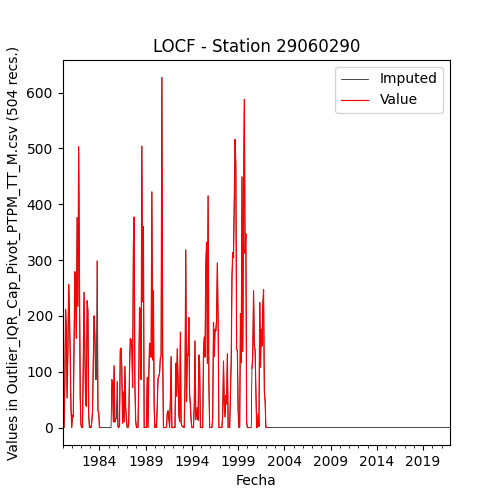 LOCF - Station 29060290
Imputed
Value
Values in Outlier_IQR_Cap_Pivot_PTPM_TT_M.csv (504 recs.)
600
500
400
300
200
100
0
1984 1989 1994 1999 2004 2009 2014 2019
Fecha